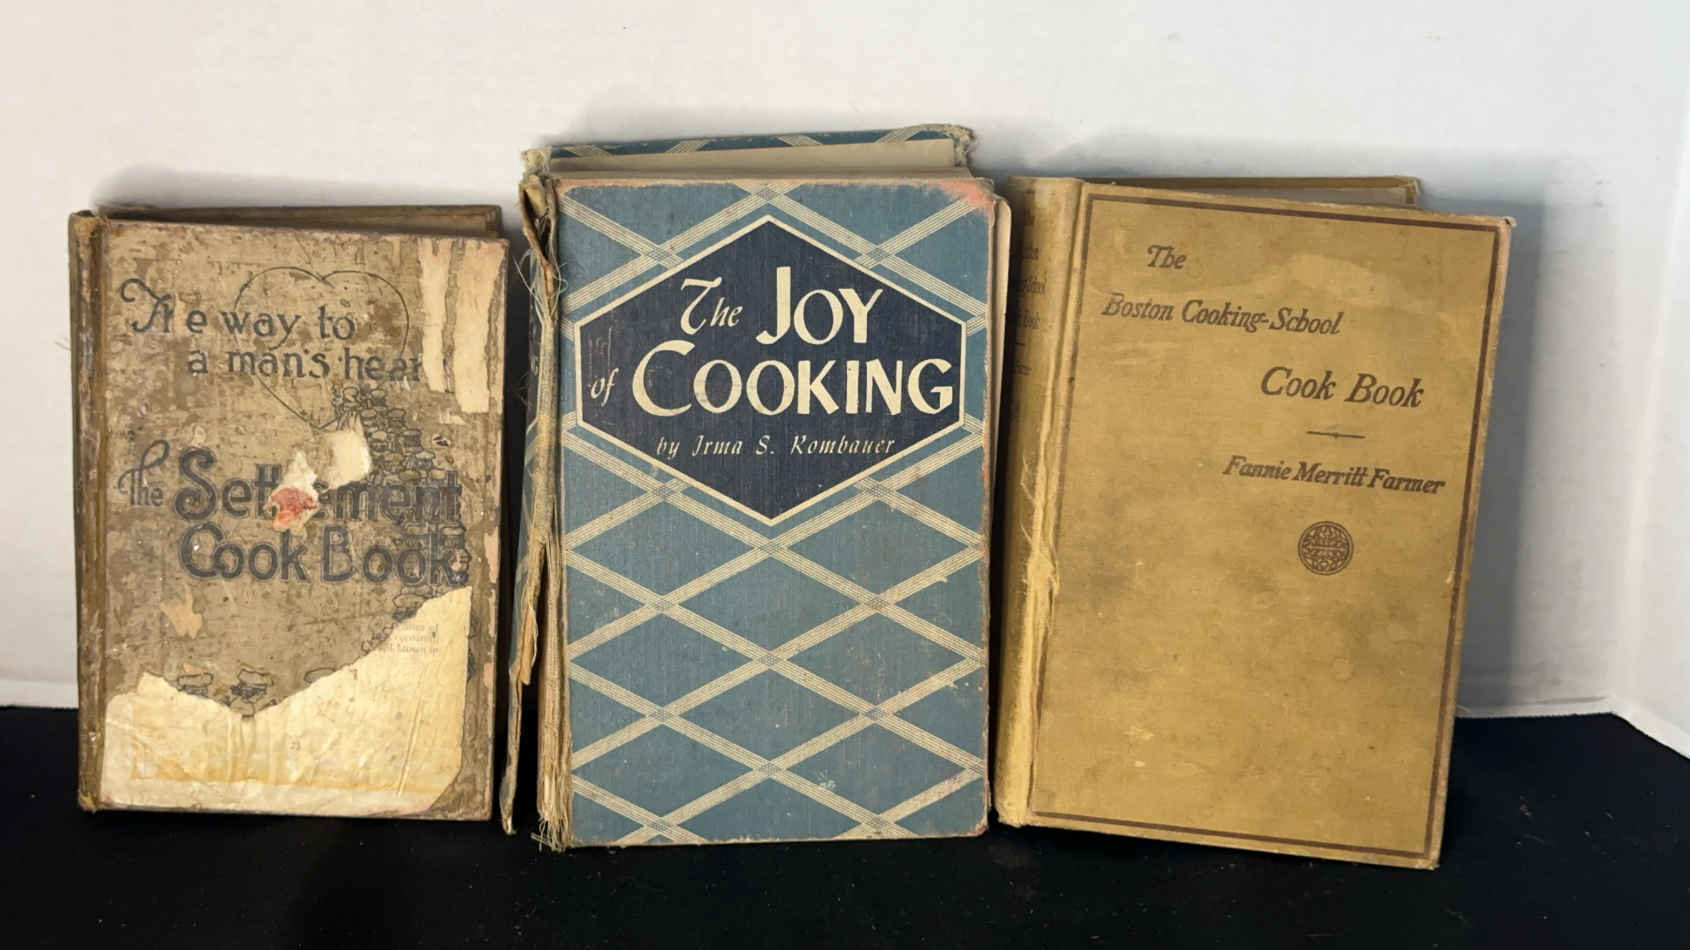 The way to
a man's hear
The Settlement
Cook Book
The JOY
of COOKING
by Irma S. Rombauer
The
Boston Cooking-School
Cook Book
Fannie Merritt Farmer